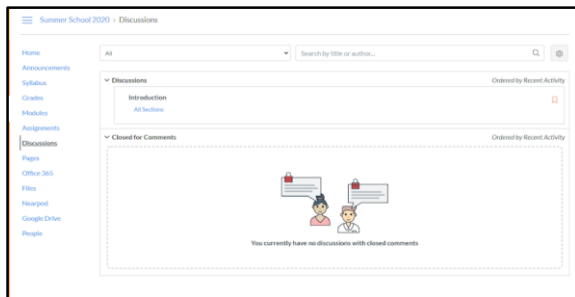 Summer School 2020 › Discussions
Home
Announcements
Syllabus
Grades
Modules
Assignments
Discussions
Pages
Office 365
Files
Nearpod
Google Drive
People
All
Search by title or author...
Discussions
Ordered by Recent Activity
Introduction
All Sections
Closed for Comments
Ordered by Recent Activity
You currently have no discussions with closed comments